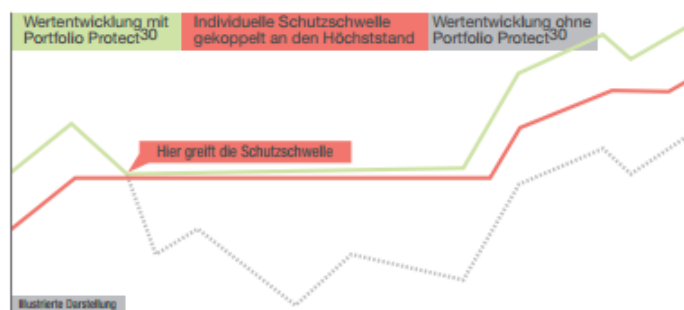 Wertentwicklung mit
Portfolio Protect30
Individuelle Schutzschwelle
gekoppelt an den Höchststand
Wertentwicklung ohne
Portfolio Protect30
Hier greift die Schutzschwelle
Illustrierte Darstellung